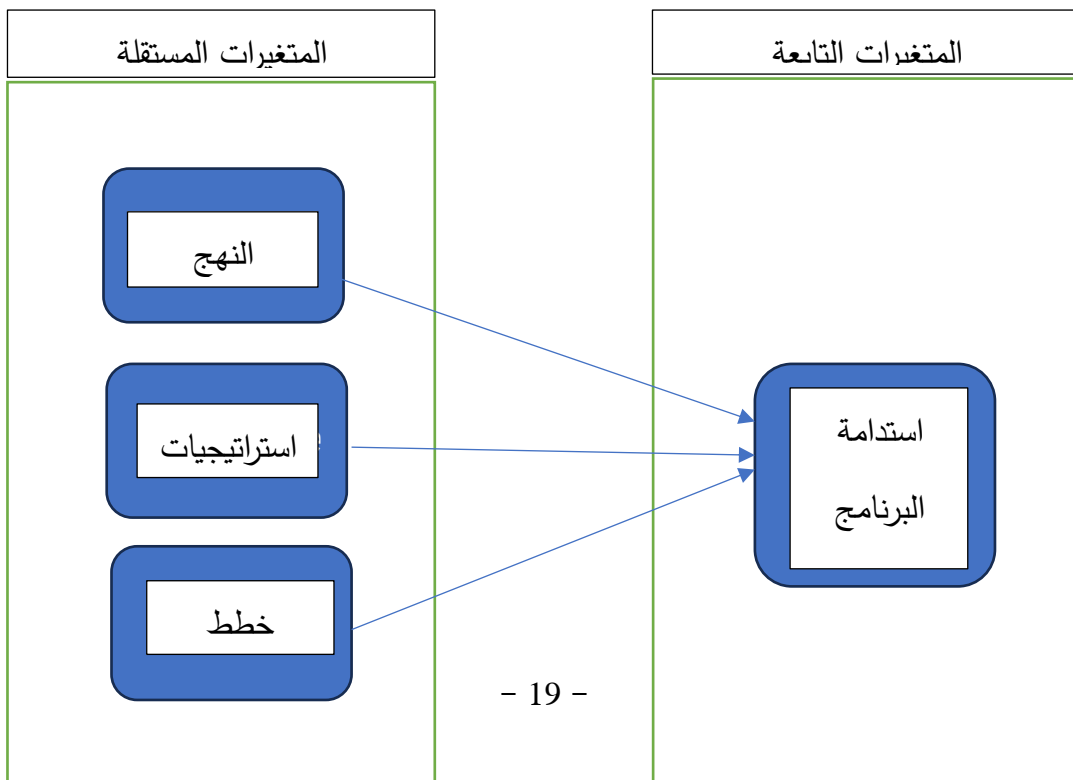 المتغيرات المستقلة
المتغيرات التابعة
النهج
استراتيجيات
خطط
استدامة
البرنامج
- 19 -